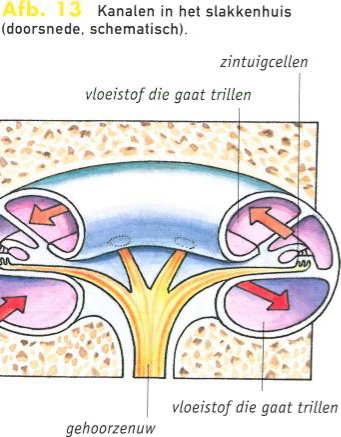 Afb. 13 Kanalen in het slakkenhuis
(doorsnede, schematisch).
zintuigcellen
vloeistof die gaat trillen
vloeistof die gaat trillen
gehoorzenuw